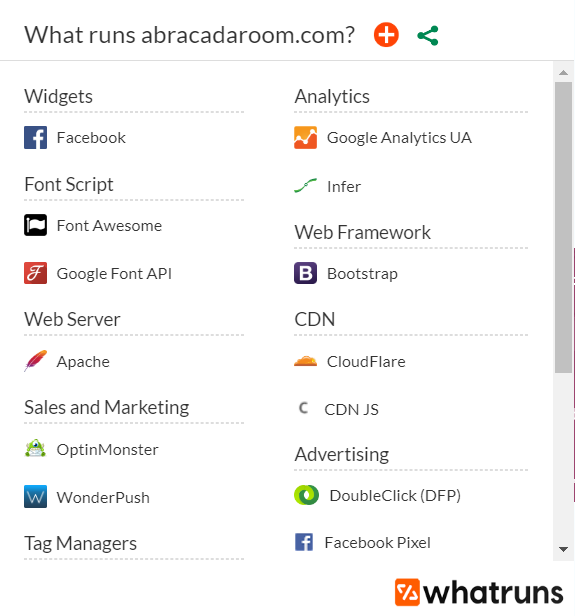 What runs abracadaroom.com?
Widgets
Facebook
Font Script
Font Awesome
Google Font API
Web Server
Apache
Sales and Marketing
OptinMonster
WonderPush
Tag Managers
Analytics
Google Analytics UA
Infer
Web Framework
Bootstrap
CDN
CloudFlare
CDN JS
Advertising
DoubleClick (DFP)
Facebook Pixel
whatruns